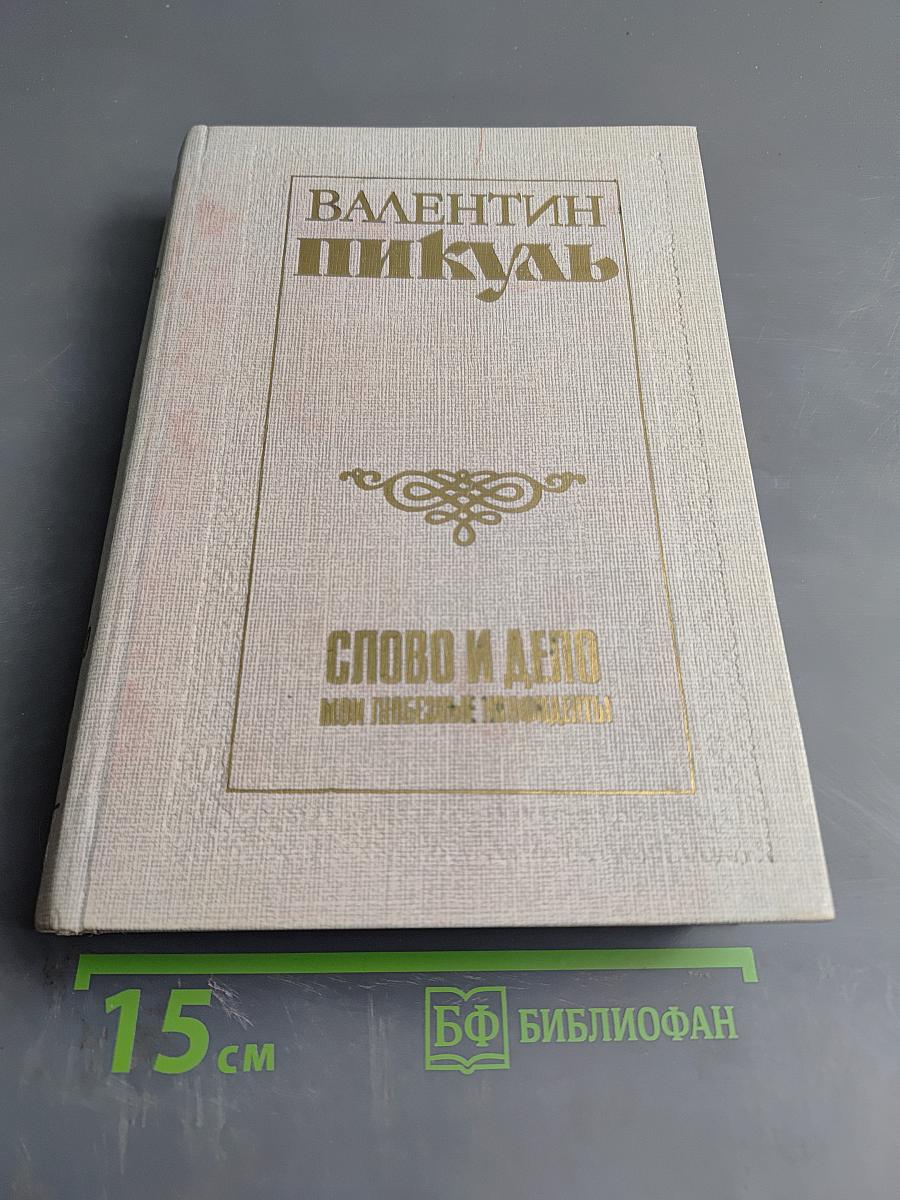 ВАЛЕНТИН
ПИКУЛЬ
СЛОВО И ДЕЛО
МОИ ЛЮБЕЗНЫЕ КОНФИДЕНТЫ
15 см
БФ БИБЛИОФАН